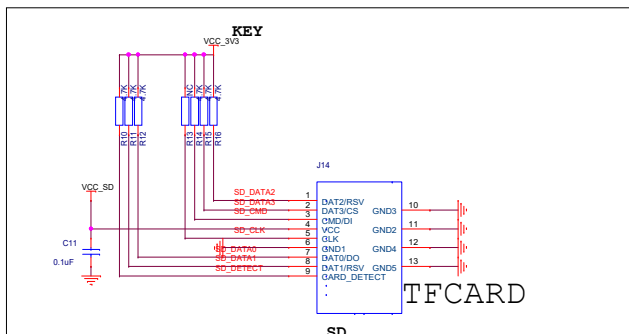 KEY
VCC_3V3
4.7K
4.7K
4.7K
NC
4.7K
4.7K
4.7K
R10
R11
R12
R13
R14
R15
R16
J14
VCC_SD
C11
0.1uF
SD_DATA2
SD_DATA3
SD_CMD
SD_CLK
SD_DATA0
SD_DATA1
SD_DETECT
1
2
3
4
5
6
7
8
9
DAT2/RSV
DAT3/CS
CMD/DI
VCC
CLK
GND1
DAT0/DO
DAT1/RSV
CARD_DETECT
GND3
GND2
GND4
GND5
10
11
12
13
TFCARD
SD